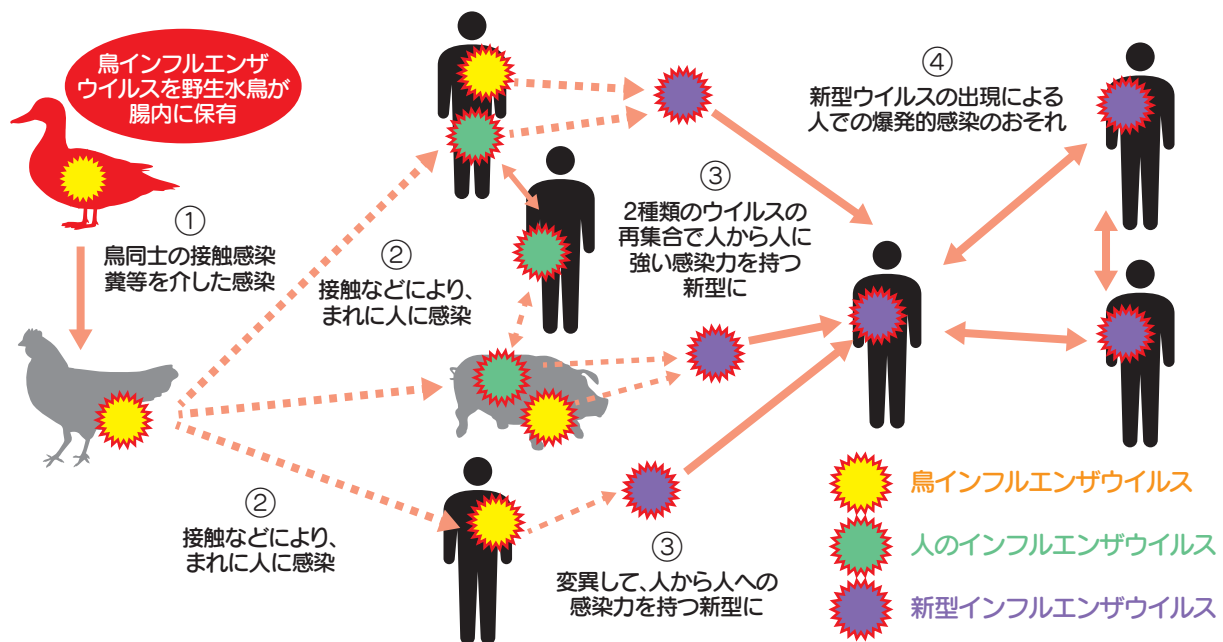 鳥インフルエンザ
ウイルスを野生水鳥が
腸内に保有
①
鳥同士の接触感染
糞等を介した感染
②
接触などにより、
まれに人に感染
②
接触などにより、
まれに人に感染
③
2種類のウイルスの
再集合で人から人に
強い感染力を持つ
新型に
③
変異して、人から人への
感染力を持つ新型に
④
新型ウイルスの出現による
人での爆発的感染のおそれ
鳥インフルエンザウイルス
人のインフルエンザウイルス
新型インフルエンザウイルス